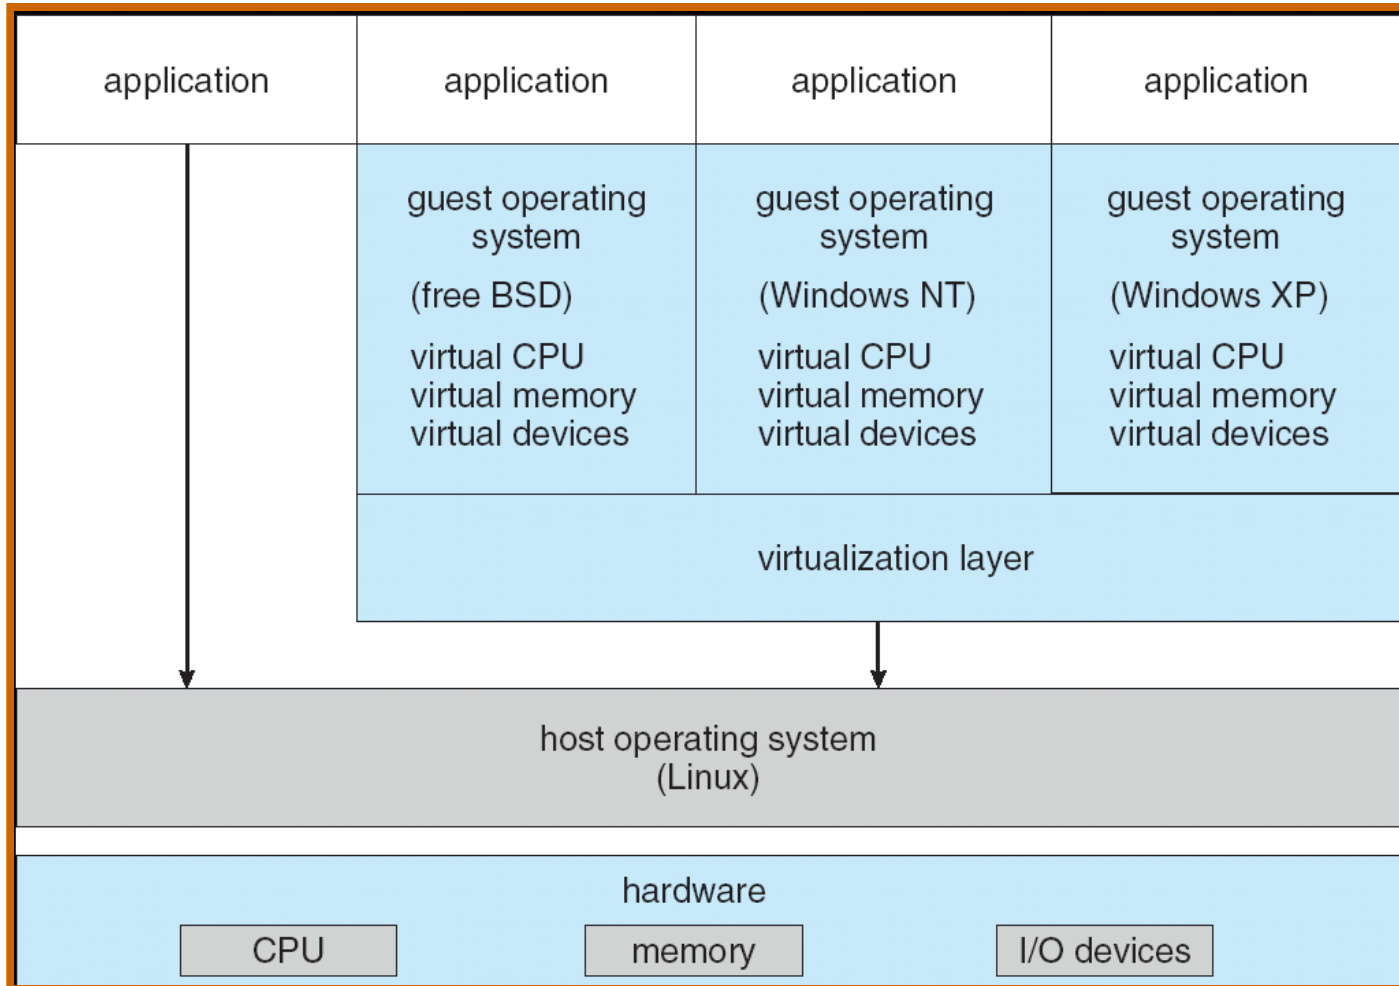 application
application
application
application
guest operating
system
(free BSD)
virtual CPU
virtual memory
virtual devices
guest operating
system
(Windows NT)
virtual CPU
virtual memory
virtual devices
guest operating
system
(Windows XP)
virtual CPU
virtual memory
virtual devices
virtualization layer
host operating system
(Linux)
hardware
CPU
memory
I/O devices